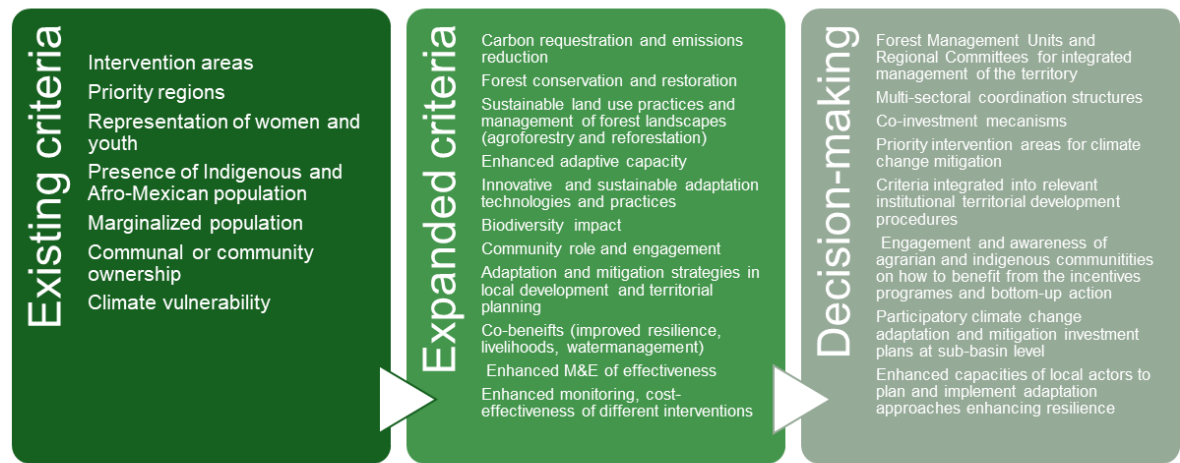 Existing criteria
Intervention areas
Priority regions
Representation of women and
youth
Presence of Indigenous and
Afro-Mexican population
Marginalized population
Communal or community
ownership
Climate vulnerability
Expanded criteria
Carbon requestration and emissions
reduction
Forest conservation and restoration
Sustainable land use practices and
management of forest landscapes
(agroforestry and reforestation)
Enhanced adaptive capacity
Innovative and sustainable adaptation
technologies and practices
Biodiversity impact
Community role and engagement
Adaptation and mitigation strategies in
local development and territorial
planning
Co-beneifts (improved resilience,
livelihoods, watermanagement)
Enhanced M&E of effectiveness
Enhanced monitoring, cost-
effectiveness of different interventions
Decision-making
Forest Management Units and
Regional Committees for integrated
management of the territory
Multi-sectoral coordination structures
Co-investment mecanisms
Priority intervention areas for climate
change mitigation
Criteria integrated into relevant
institutional territorial development
procedures
Engagement and awareness of
agrarian and indigenous communitities
on how to benefit from the incentives
programes and bottom-up action
Participatory climate change
adaptation and mitigation investment
plans at sub-basin level
Enhanced capacities of local actors to
plan and implement adaptation
approaches enhancing resilience